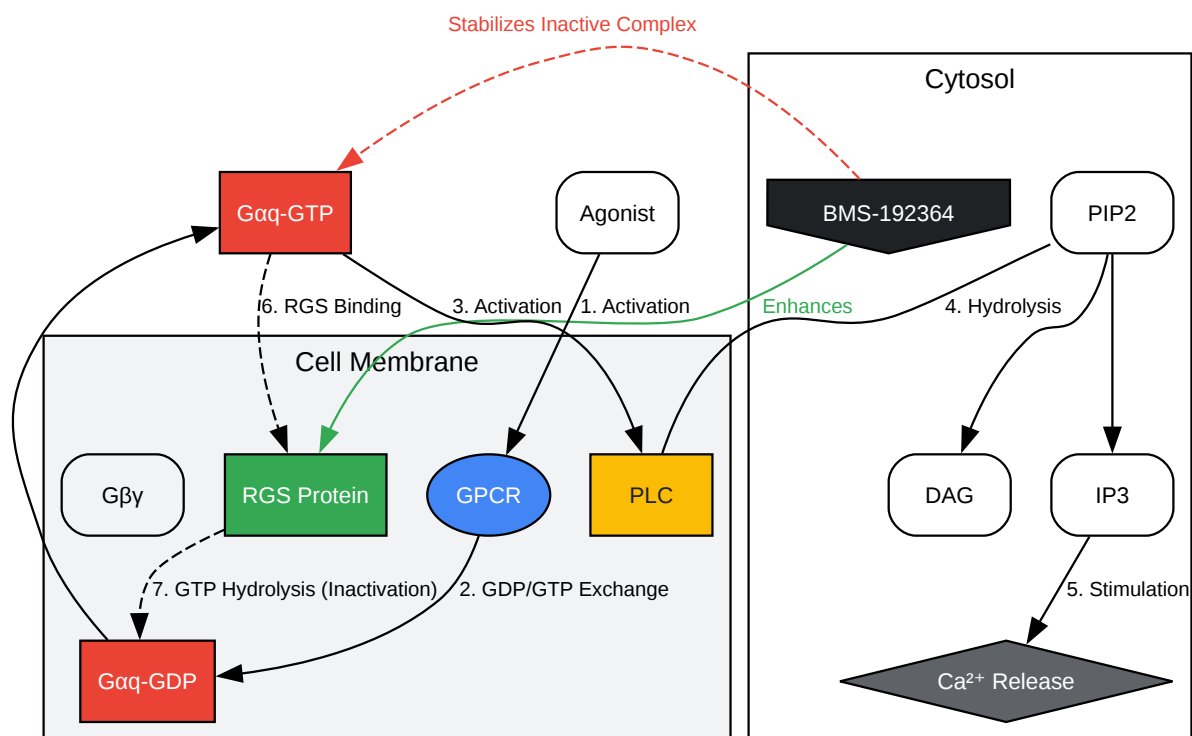 Stabilizes Inactive Complex
Cytosol
Gαq-GTP
Agonist
BMS-192364
PIP2
6. RGS Binding
3. Activation
1. Activation
Enhances
4. Hydrolysis
Cell Membrane
Gβγ
RGS Protein
GPCR
PLC
DAG
IP3
7. GTP Hydrolysis (Inactivation)
2. GDP/GTP Exchange
5. Stimulation
Gαq-GDP
Ca²⁺ Release